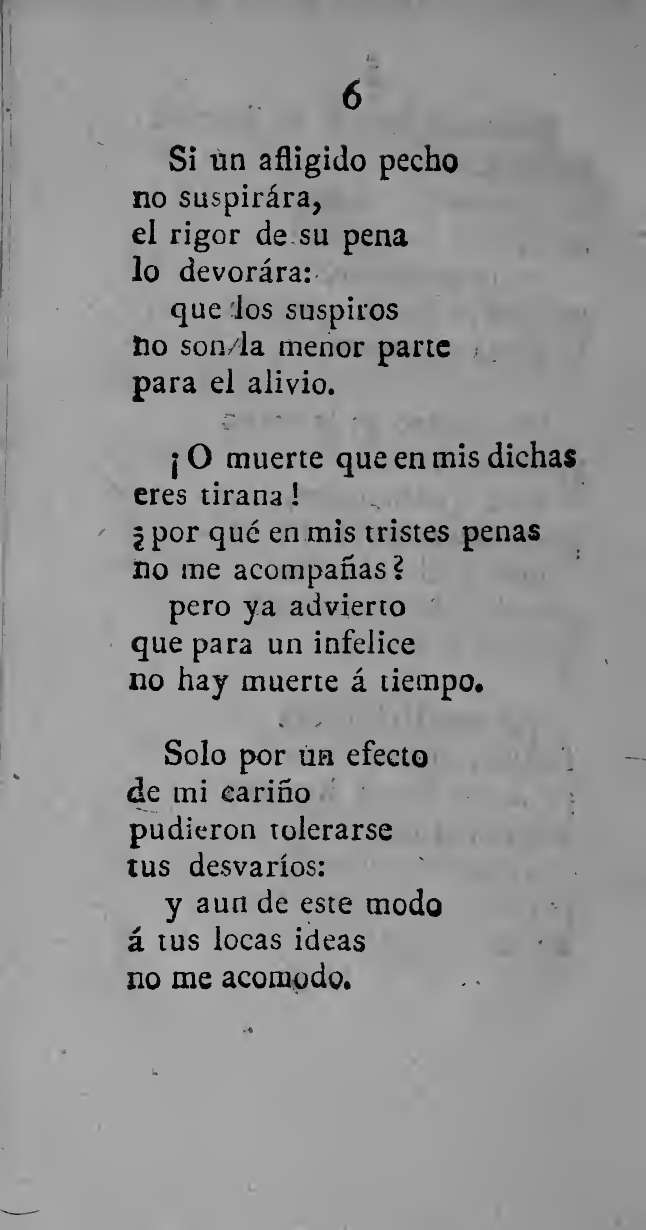 6
Si un afligido pecho
no suspirára,
el rigor de su pena
lo devorára:
que los suspiros
no son la menor parte
para el alivio.
¡O muerte que en mis dichas
eres tirana!
¿por qué en mis tristes penas
no me acompañas?
pero ya advierto
que para un infelice
no hay muerte á tiempo.
Solo por un efecto
de mi cariño
pudieron tolerarse
tus desvaríos:
y aun de este modo
á tus locas ideas
no me acomodo.